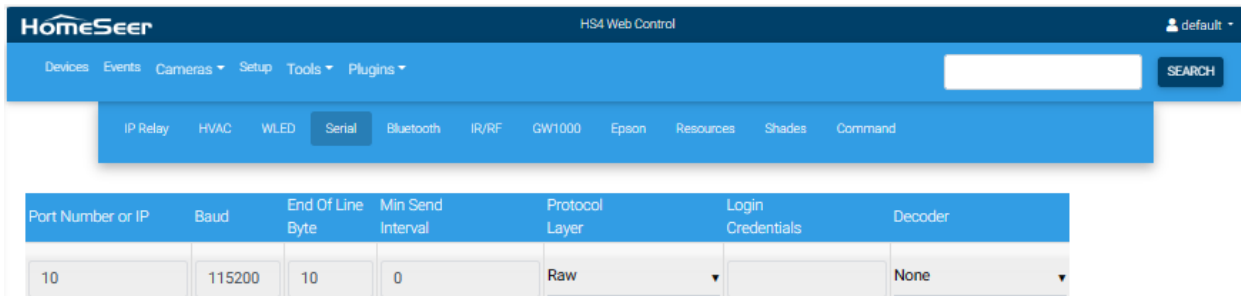 HomeSeer HS4 Web Control default
Devices Events Cameras Setup Tools Plugins SEARCH
IP Relay HVAC WLED Serial Bluetooth IR/RF GW1000 Epson Resources Shades Command
Port Number or IP Baud End Of Line Byte Min Send Interval Protocol Layer Login Credentials Decoder
10 115200 10 0 Raw None